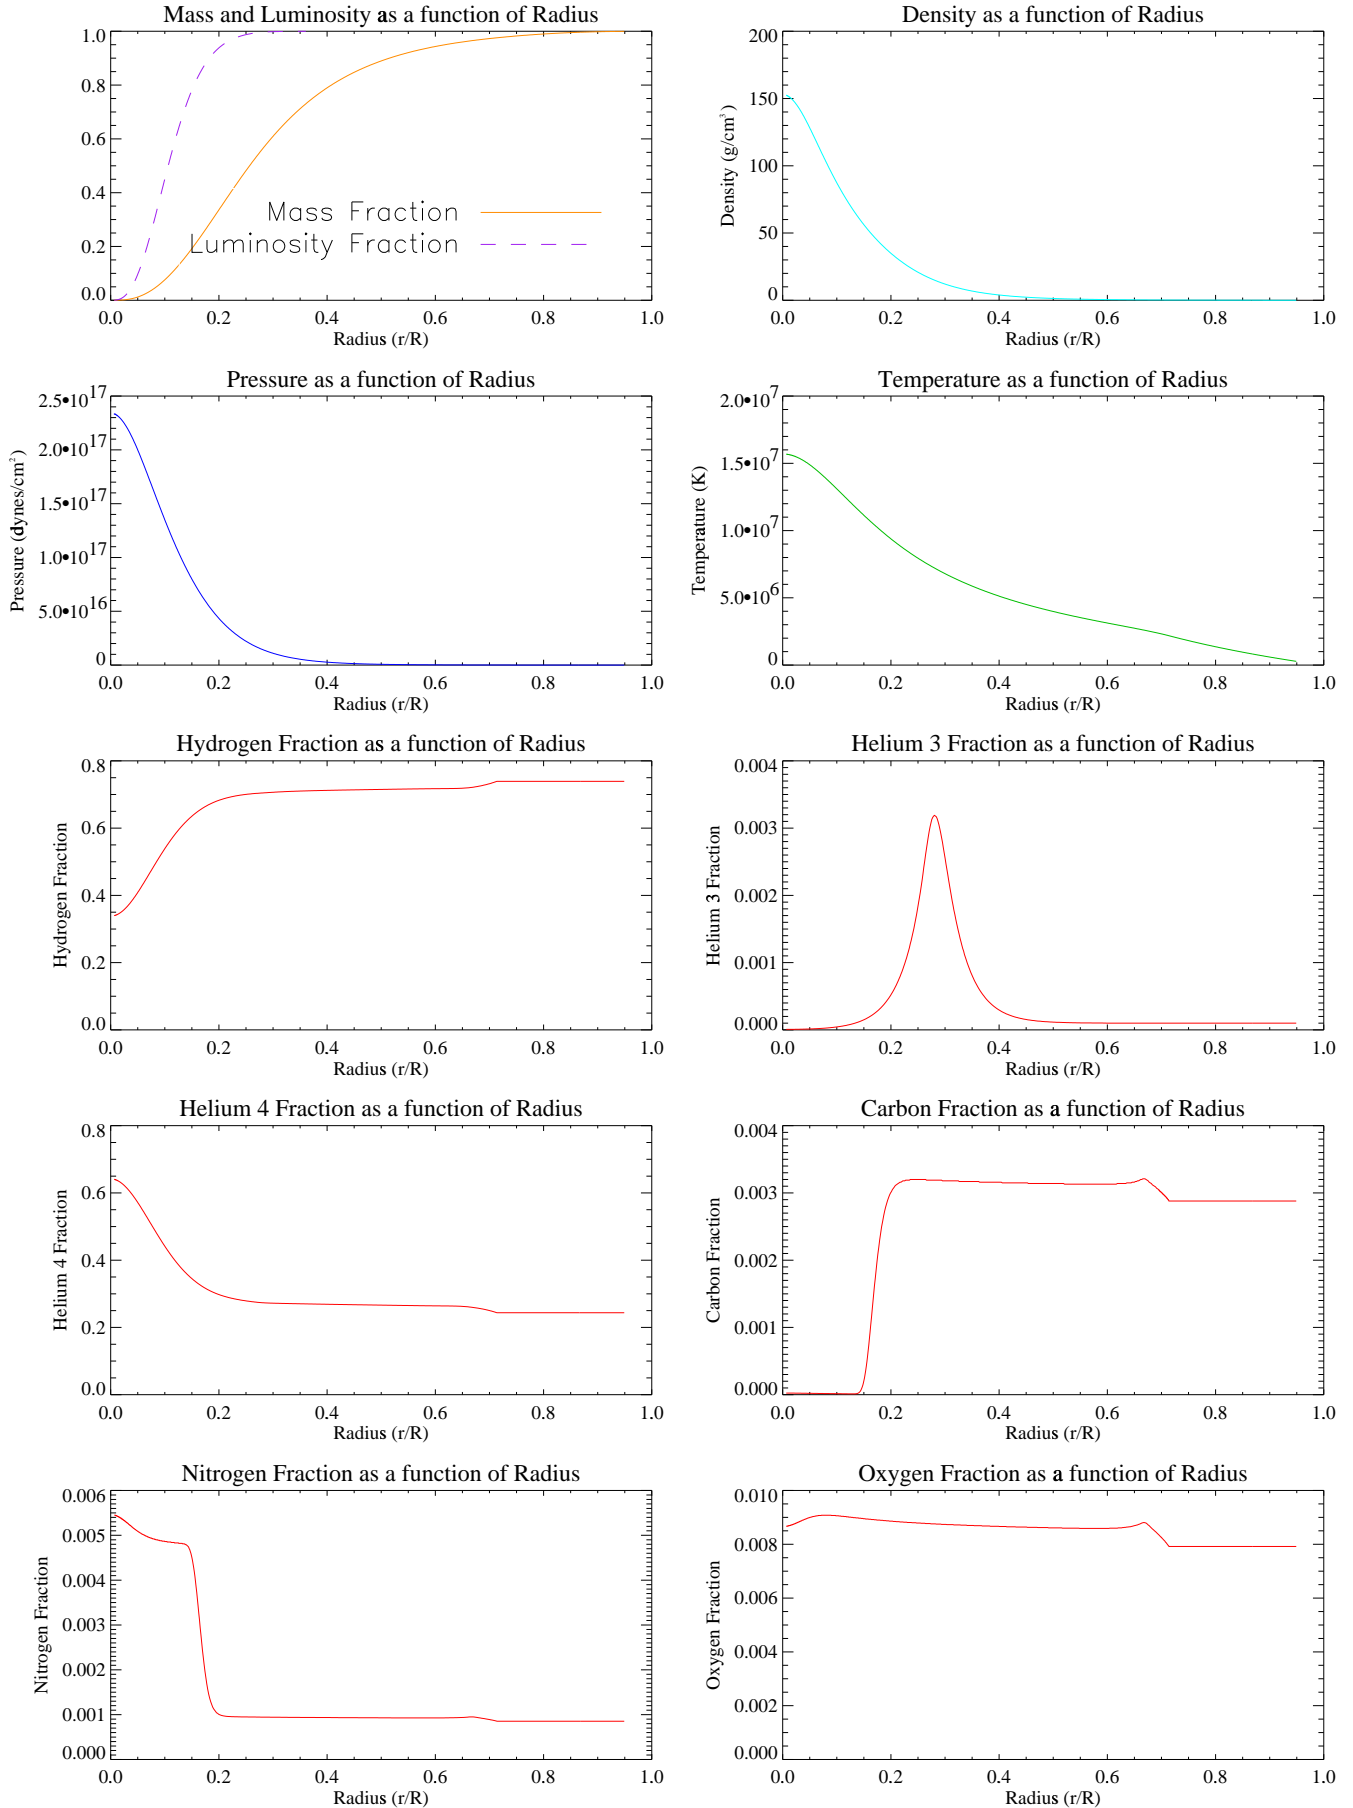 Mass and Luminosity as a function of Radius
1.0
0.8
0.6
0.4
0.2
0.0
Mass Fraction
Luminosity Fraction
0.0 0.2 0.4 0.6 0.8 1.0
Radius (r/R)
Density as a function of Radius
200
150
100
50
0
Density (g/cm³)
0.0 0.2 0.4 0.6 0.8 1.0
Radius (r/R)
Pressure as a function of Radius
2.5•10¹⁷
2.0•10¹⁷
1.5•10¹⁷
1.0•10¹⁷
5.0•10¹⁶
0
Pressure (dynes/cm²)
0.0 0.2 0.4 0.6 0.8 1.0
Radius (r/R)
Temperature as a function of Radius
2.0•10⁷
1.5•10⁷
1.0•10⁷
5.0•10⁶
0
Temperature (K)
0.0 0.2 0.4 0.6 0.8 1.0
Radius (r/R)
Hydrogen Fraction as a function of Radius
0.8
0.6
0.4
0.2
0.0
Hydrogen Fraction
0.0 0.2 0.4 0.6 0.8 1.0
Radius (r/R)
Helium 3 Fraction as a function of Radius
0.004
0.003
0.002
0.001
0.000
Helium 3 Fraction
0.0 0.2 0.4 0.6 0.8 1.0
Radius (r/R)
Helium 4 Fraction as a function of Radius
0.8
0.6
0.4
0.2
0.0
Helium 4 Fraction
0.0 0.2 0.4 0.6 0.8 1.0
Radius (r/R)
Carbon Fraction as a function of Radius
0.004
0.003
0.002
0.001
0.000
Carbon Fraction
0.0 0.2 0.4 0.6 0.8 1.0
Radius (r/R)
Nitrogen Fraction as a function of Radius
0.006
0.005
0.004
0.003
0.002
0.001
0.000
Nitrogen Fraction
0.0 0.2 0.4 0.6 0.8 1.0
Radius (r/R)
Oxygen Fraction as a function of Radius
0.010
0.008
0.006
0.004
0.002
0.000
Oxygen Fraction
0.0 0.2 0.4 0.6 0.8 1.0
Radius (r/R)